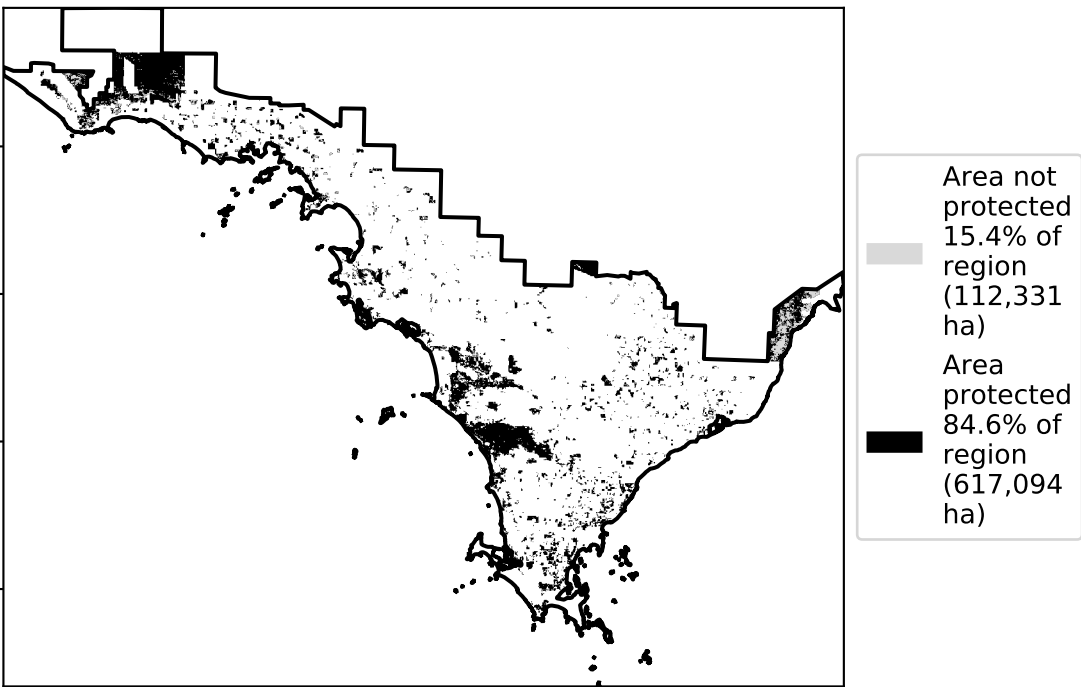 Area not
protected
15.4% of
region
(112,331
ha)
Area
protected
84.6% of
region
(617,094
ha)